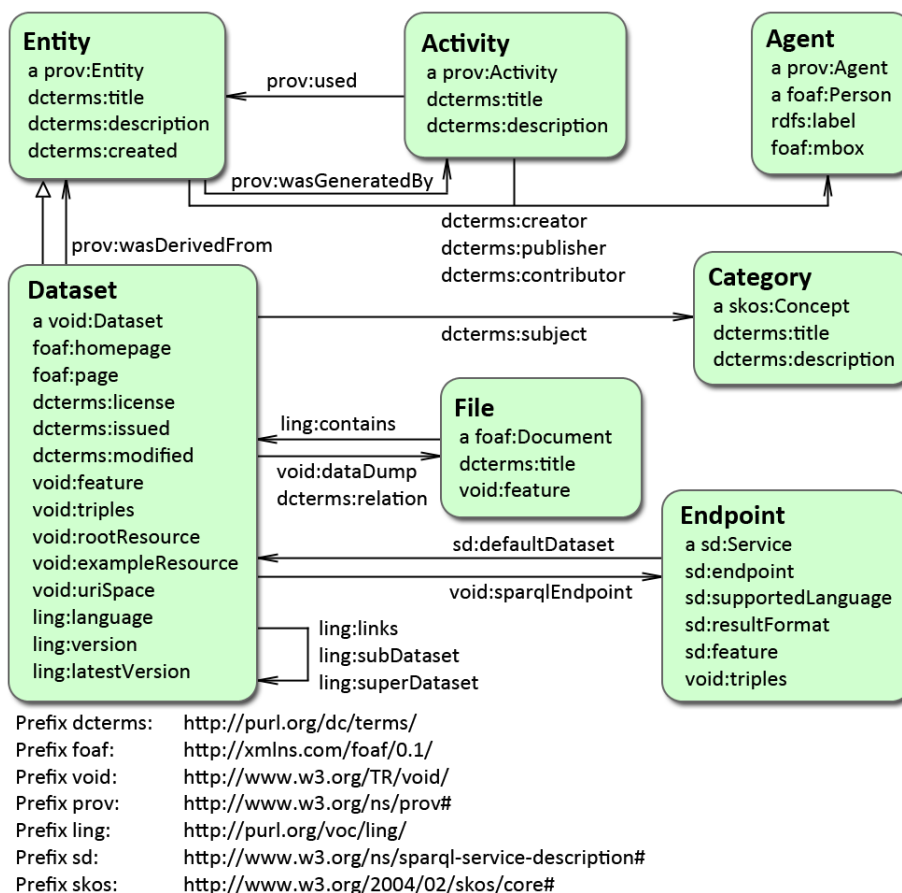 Entity
a prov:Entity
dcterms:title
dcterms:description
dcterms:created
prov:used
Activity
a prov:Activity
dcterms:title
dcterms:description
Agent
a prov:Agent
a foaf:Person
rdfs:label
foaf:mbox
prov:wasGeneratedBy
prov:wasDerivedFrom
dcterms:creator
dcterms:publisher
dcterms:contributor
Dataset
a void:Dataset
foaf:homepage
foaf:page
dcterms:license
dcterms:issued
dcterms:modified
void:feature
void:triples
void:rootResource
void:exampleResource
void:uriSpace
ling:language
ling:version
ling:latestVersion
dcterms:subject
Category
a skos:Concept
dcterms:title
dcterms:description
ling:contains
void:dataDump
dcterms:relation
File
a foaf:Document
dcterms:title
void:feature
sd:defaultDataset
void:sparqlEndpoint
Endpoint
a sd:Service
sd:endpoint
sd:supportedLanguage
sd:resultFormat
sd:feature
void:triples
ling:links
ling:subDataset
ling:superDataset
Prefix dcterms: http://purl.org/dc/terms/
Prefix foaf: http://xmlns.com/foaf/0.1/
Prefix void: http://www.w3.org/TR/void/
Prefix prov: http://www.w3.org/ns/prov#
Prefix ling: http://purl.org/voc/ling/
Prefix sd: http://www.w3.org/ns/sparql-service-description#
Prefix skos: http://www.w3.org/2004/02/skos/core#